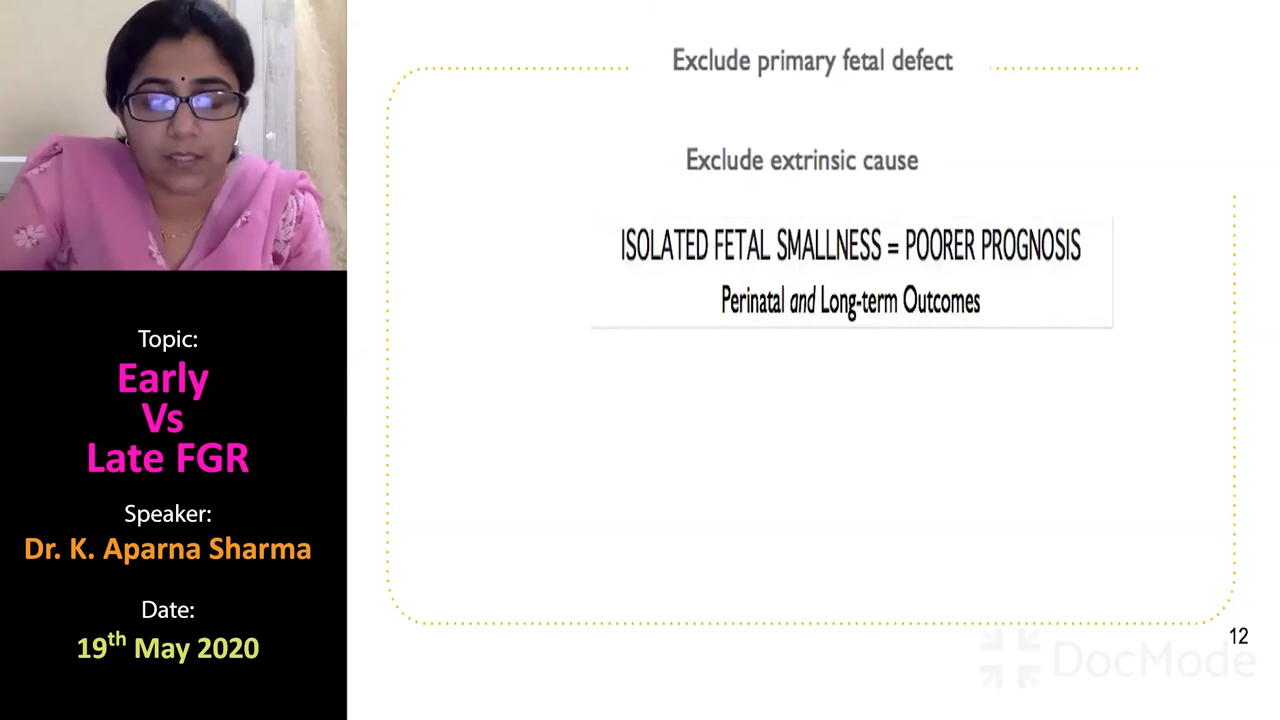 Exclude primary fetal defect
Exclude extrinsic cause
ISOLATED FETAL SMALLNESS = POORER PROGNOSIS
Perinatal and Long-term Outcomes
Topic:
Early
Vs
Late FGR
Speaker:
Dr. K. Aparna Sharma
Date:
19th May 2020
12
DocMode